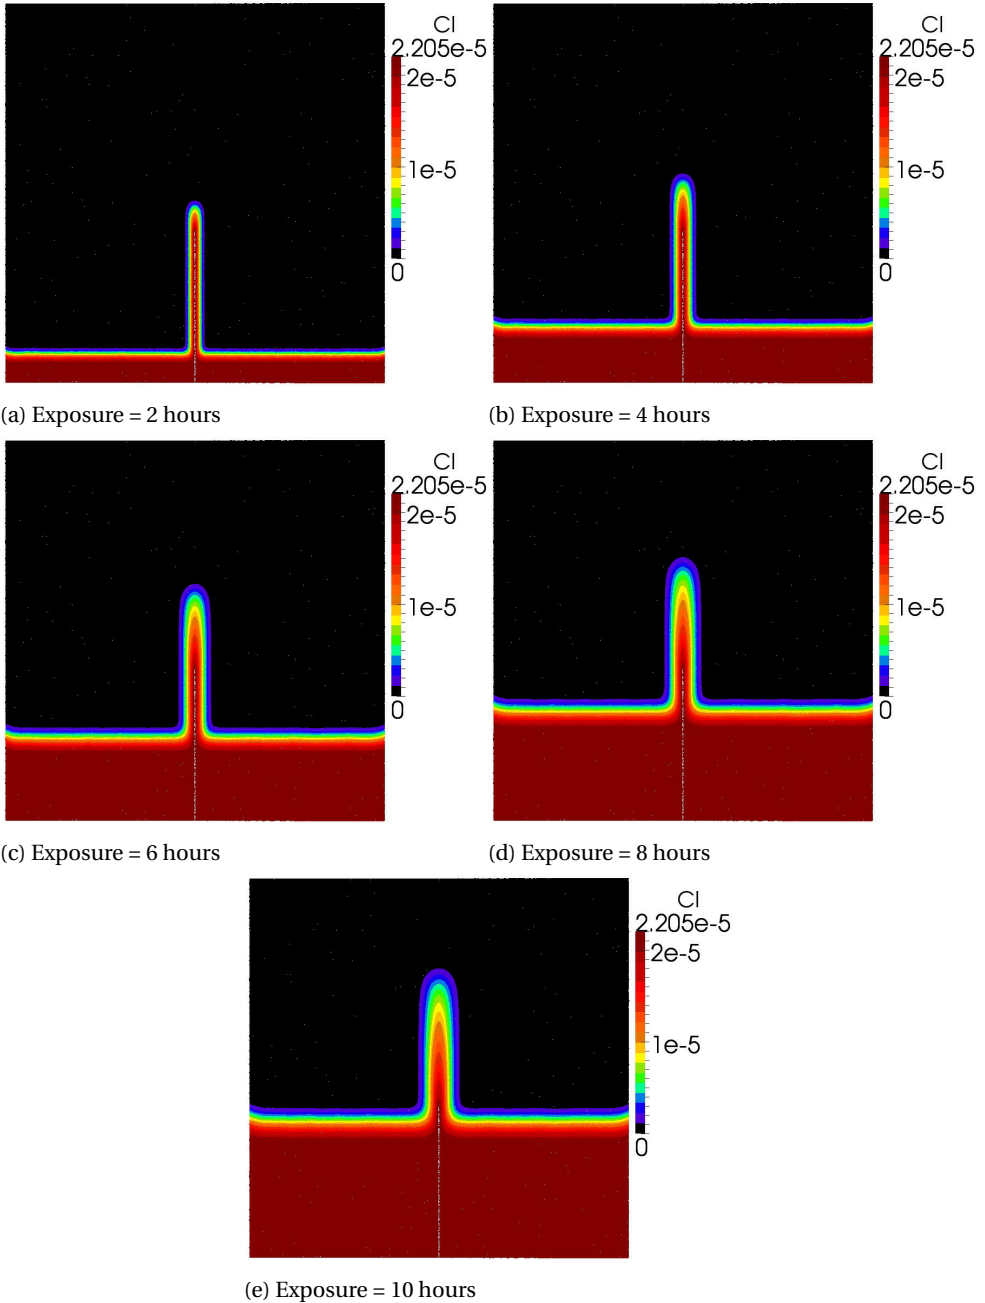 Cl
2.205e-5
2e-5
1e-5
0
(a) Exposure = 2 hours
Cl
2.205e-5
2e-5
1e-5
0
(b) Exposure = 4 hours
Cl
2.205e-5
2e-5
1e-5
0
(c) Exposure = 6 hours
Cl
2.205e-5
2e-5
1e-5
0
(d) Exposure = 8 hours
Cl
2.205e-5
2e-5
1e-5
0
(e) Exposure = 10 hours